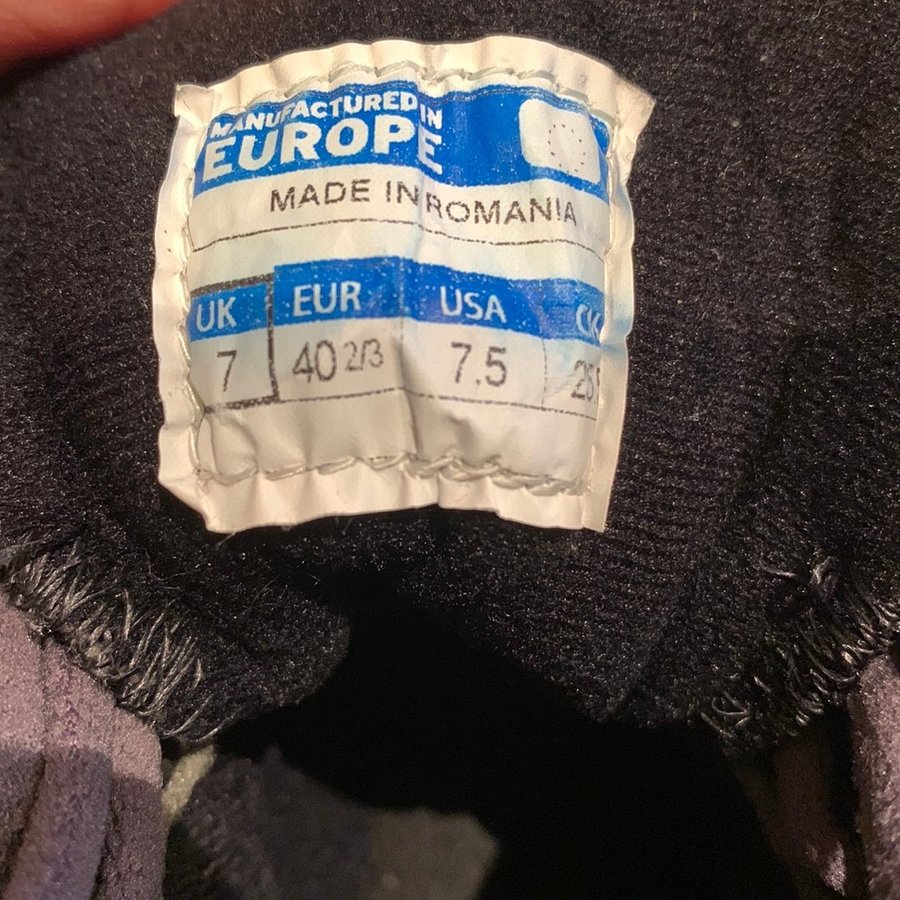 MANUFACTURED IN
EUROPE
MADE IN ROMANIA
UK EUR USA
7 40 2/3 7.5